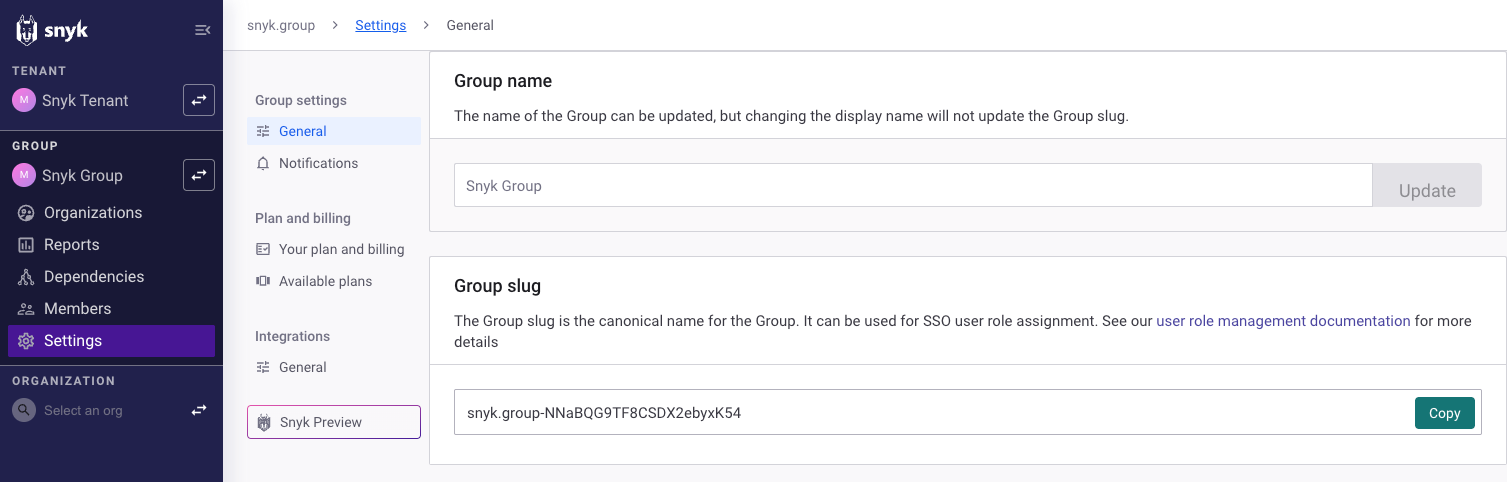 snyk
TENANT
M Snyk Tenant
GROUP
M Snyk Group
Organizations
Reports
Dependencies
Members
Settings
ORGANIZATION
Select an org
snyk.group > Settings > General
Group settings
General
Notifications
Plan and billing
Your plan and billing
Available plans
Integrations
General
Snyk Preview
Group name
The name of the Group can be updated, but changing the display name will not update the Group slug.
Snyk Group Update
Group slug
The Group slug is the canonical name for the Group. It can be used for SSO user role assignment. See our user role management documentation for more
details
snyk.group-NNaBQG9TF8CSDX2ebyxK54 Copy